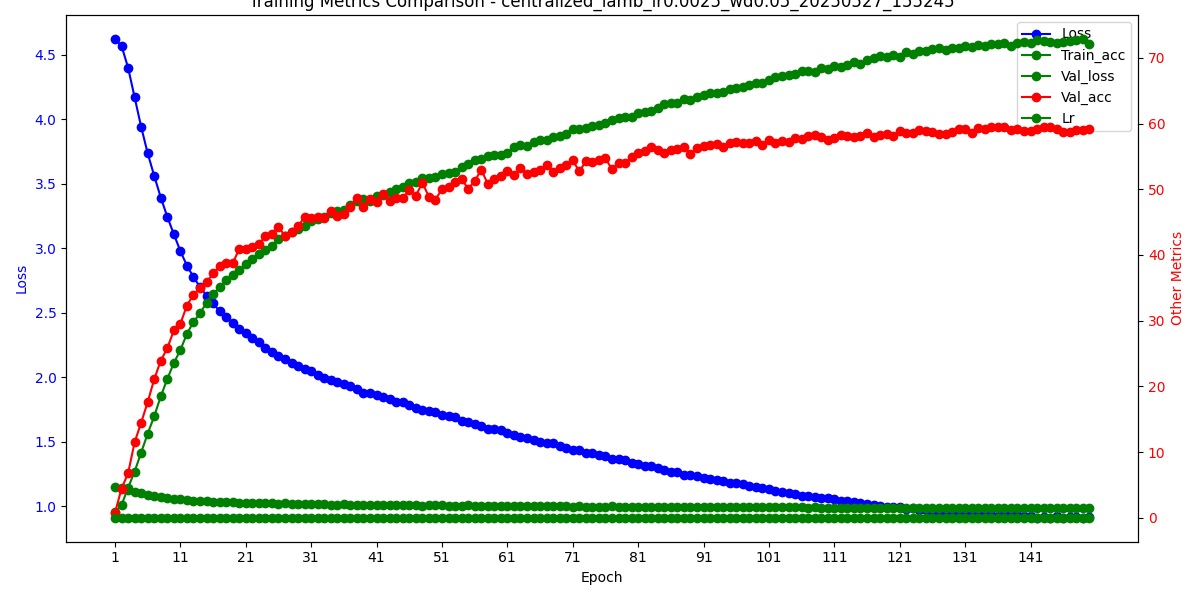 Training Metrics Comparison - centralized_lamb_lr0.0025_wd0.05_20250527_155245
Loss
Train_acc
Val_loss
Val_acc
Lr
4.5
4.0
3.5
3.0
2.5
2.0
1.5
1.0
Loss
70
60
50
40
30
20
10
0
Other Metrics
1 11 21 31 41 51 61 71 81 91 101 111 121 131 141
Epoch